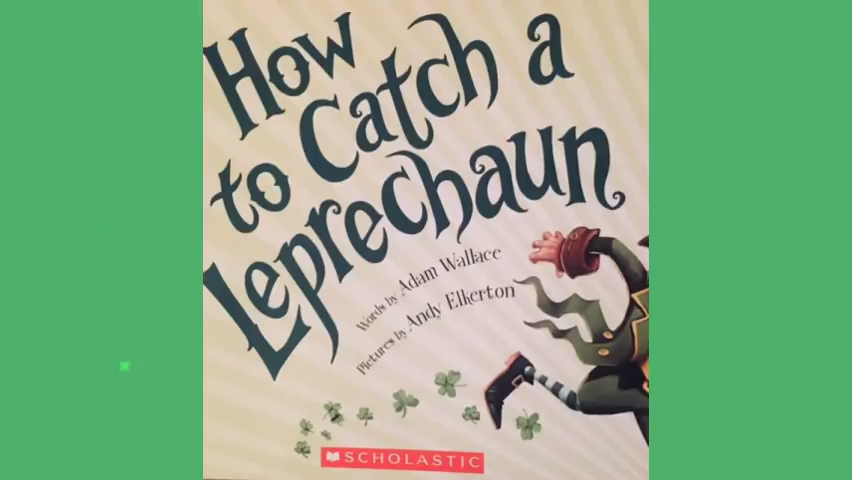 How
to Catch a
Leprechaun
Words by Adam Wallace
Pictures by Andy Elkerton
SCHOLASTIC